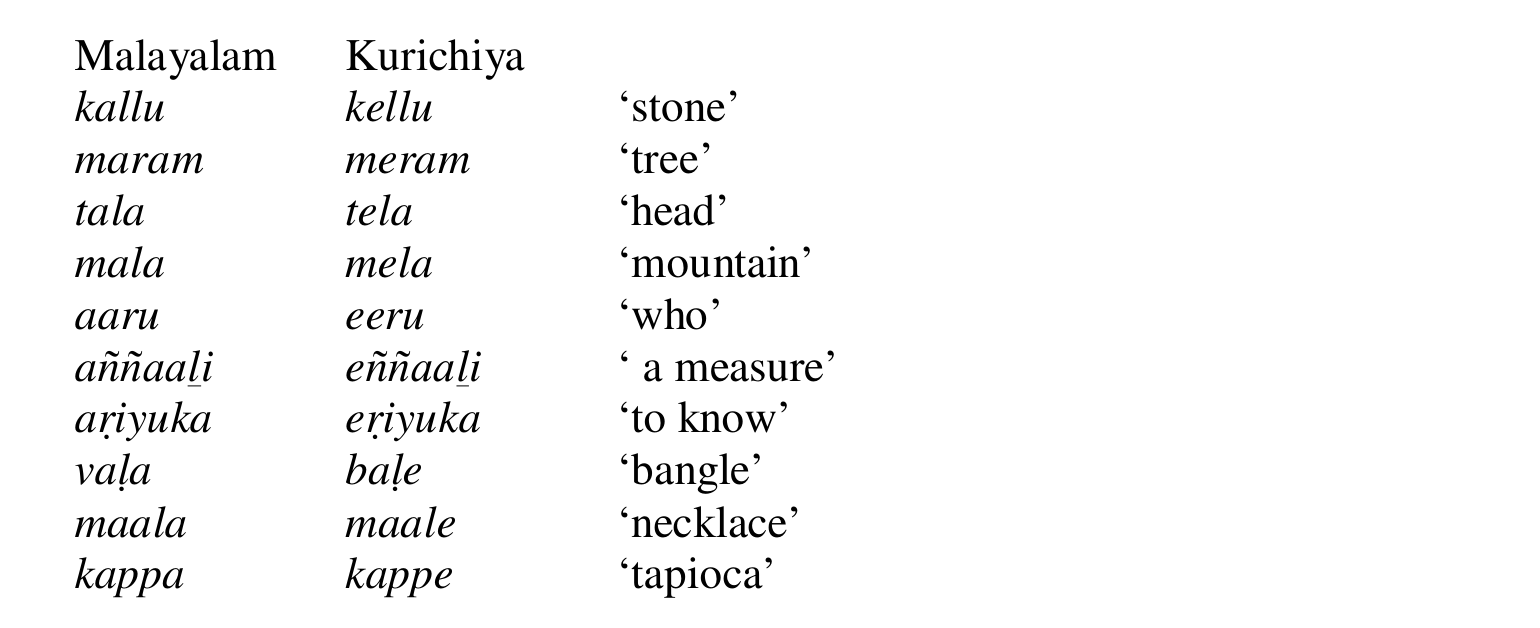 Malayalam Kurichiya
kallu kellu ‘stone’
maram meram ‘tree’
tala tela ‘head’
mala mela ‘mountain’
aaru eeru ‘who’
aññaaḻi eññaaḻi ‘ a measure’
aṛiyuka eṛiyuka ‘to know’
vaḷa baḷe ‘bangle’
maala maale ‘necklace’
kappa kappe ‘tapioca’